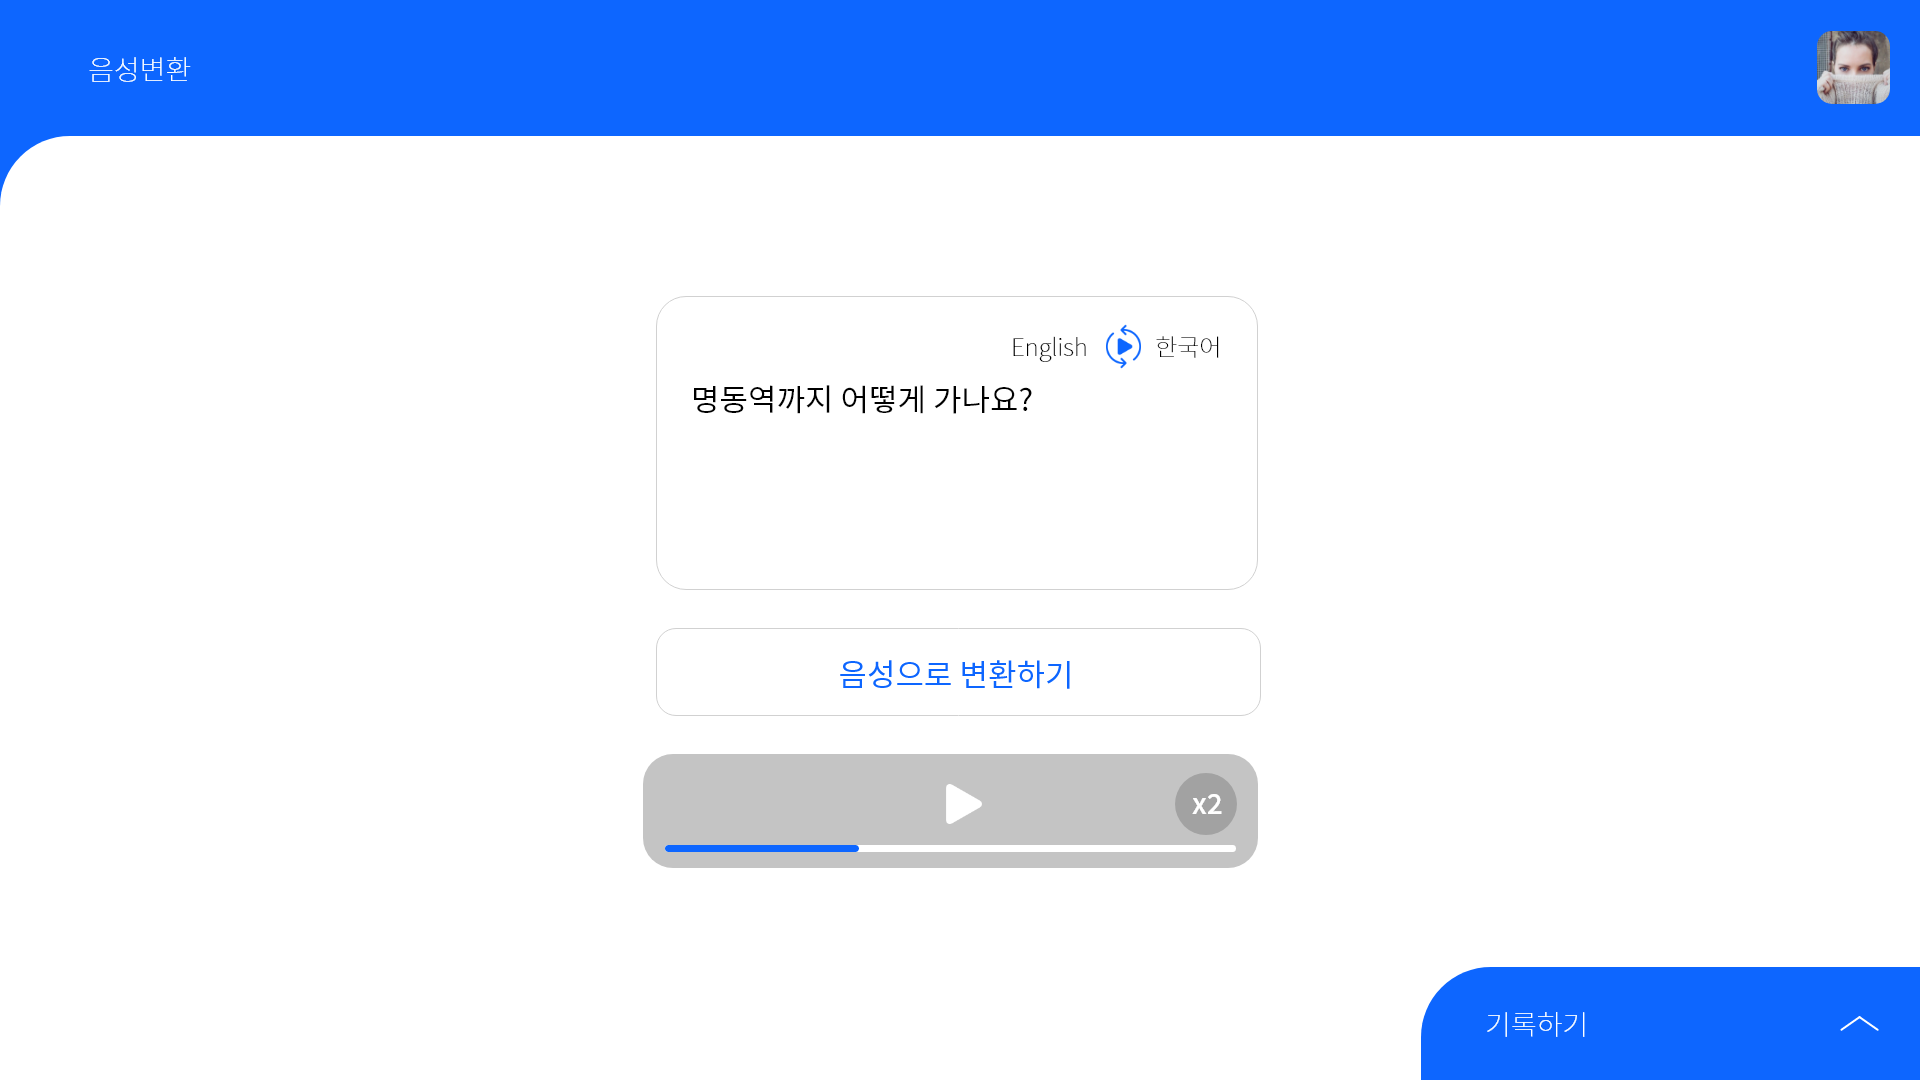 음성변환
English 한국어
명동역까지 어떻게 가나요?
음성으로 변환하기
x2
기록하기